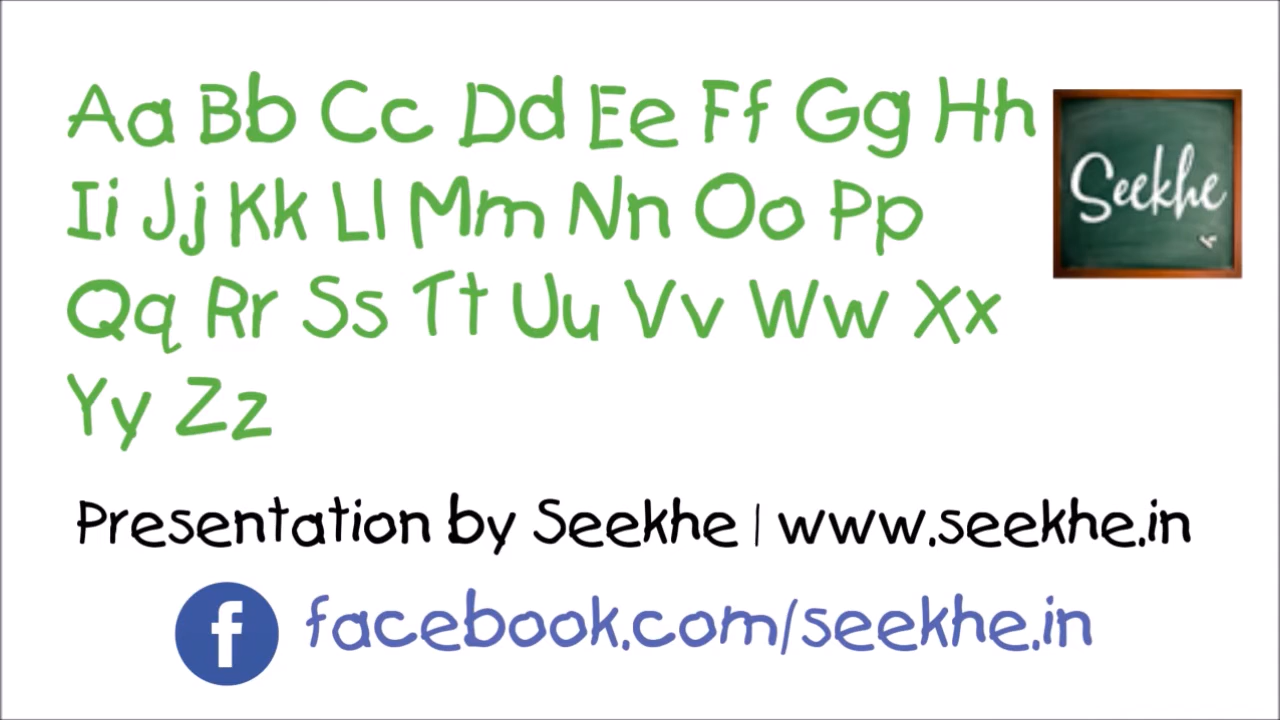 Aa Bb Cc Dd Ee Ff Gg Hh
Ii Jj Kk Ll Mm Nn Oo Pp
Qq Rr Ss Tt Uu Vv Ww Xx
Yy Zz
Seekhe
Presentation by Seekhe | www.seekhe.in
f facebook.com/seekhe.in